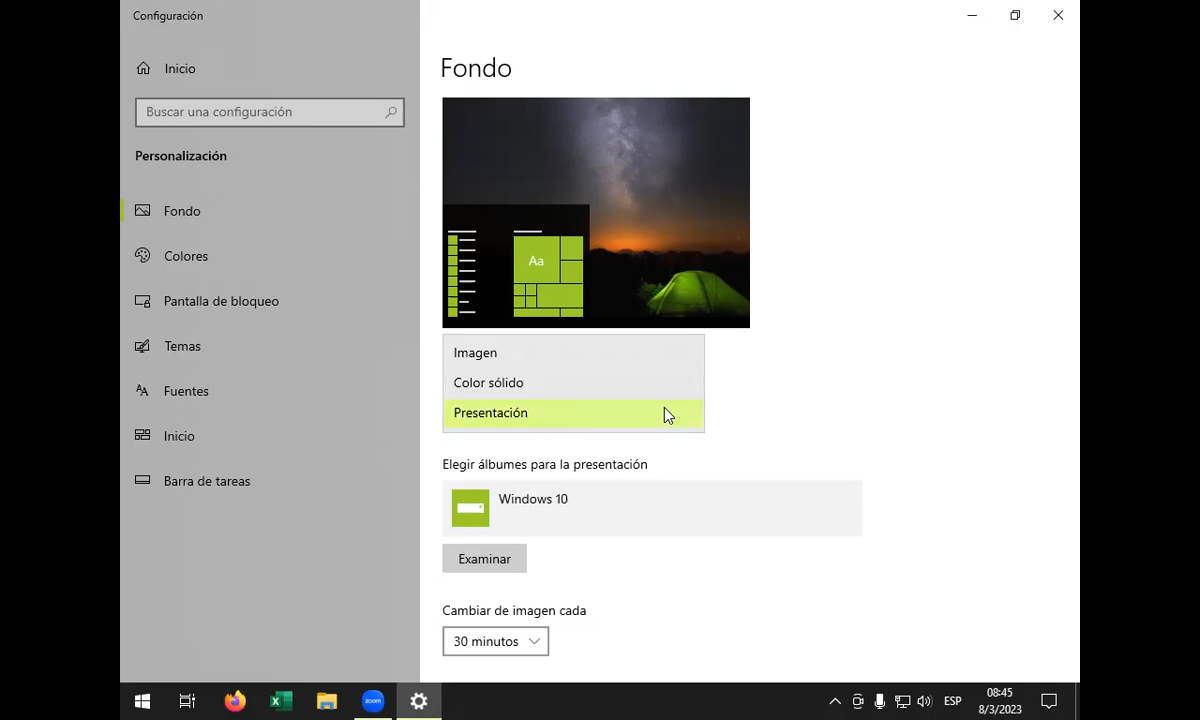 Configuración
Inicio
Buscar una configuración
Personalización
Fondo
Colores
Pantalla de bloqueo
Temas
Fuentes
Inicio
Barra de tareas
Fondo
Aa
Imagen
Color sólido
Presentación
Elegir álbumes para la presentación
Windows 10
Examinar
Cambiar de imagen cada
30 minutos
zoom
ESP
08:45
8/3/2023